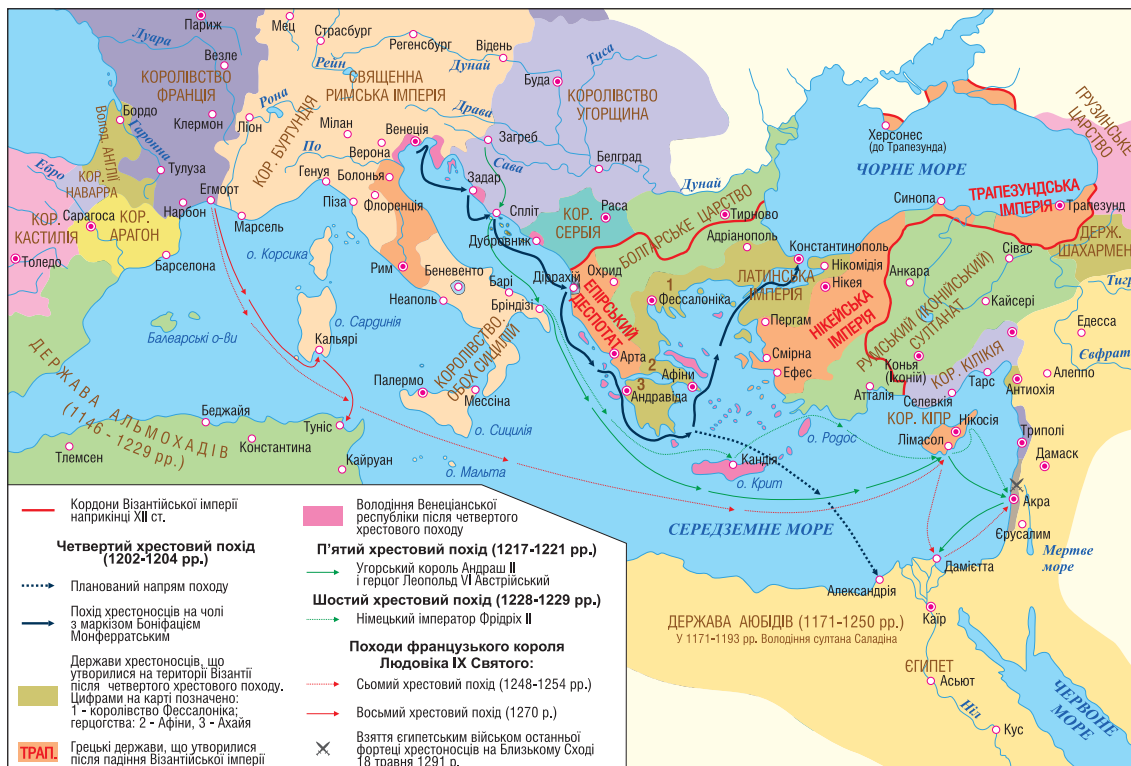 Париж
Мец
Страсбург
Регенсбург
Відень
Луара
Везле
Рейн
Дунай
Тиса
КОРОЛІВСТВО
ФРАНЦІЯ
СВЯЩЕННА
РИМСЬКА ІМПЕРІЯ
Буда
КОРОЛІВСТВО
УГОРЩИНА
Рона
Драва
Бордо
Клермон
Ліон
Мілан
Венеція
Загреб
Волод. АНГЛІЇ
Гаронна
КОР. БУРГУНДІЯ
По
Верона
Сава
Белград
Херсонес
(до Трапезунда)
ГРУЗИНСЬКЕ
ЦАРСТВО
Ебро
КОР.
НАВАРРА
Тулуза
Генуя
Болонья
Задар
Дунай
ЧОРНЕ МОРЕ
Егморт
Піза
Флоренція
Спліт
КОР.
СЕРБІЯ
Раса
БОЛГАРСЬКЕ ЦАРСТВО
Тирново
Синопа
ТРАПЕЗУНДСЬКА
ІМПЕРІЯ
Трапезунд
КОР.
КАСТИЛІЯ
Сарагоса
КОР.
АРАГОН
Нарбон
Марсель
Дубровник
Адріанополь
Константинополь
ДЕРЖ.
ШАХАРМЕН
Толедо
Барселона
о. Корсика
Рим
Беневенто
Барі
Діррахій
Охрид
ЛАТИНСЬКА
ІМПЕРІЯ
Нікомідія
Нікея
Анкара
Сівас
Неаполь
Бріндізі
ЕПІРСЬКИЙ
ДЕСПОТАТ
1
Фессалоніка
Пергам
НІКЕЙСЬКА
ІМПЕРІЯ
РУМСЬКИЙ (ІКОНІЙСЬКИЙ)
СУЛТАНА
Кайсері
Тигр
Балеарські о-ви
о. Сардинія
Кальярі
КОРОЛІВСТВО
ОБОХ СИЦИЛІЙ
Арта
2
Афіни
3
Андравіда
Смірна
Ефес
Конья
(Іконій)
КОР. КІЛІКІЯ
Тарс
Едесса
Євфрат
ДЕРЖАВА АЛЬМОХАДІВ
(1146 - 1229 рр.)
Палермо
Мессіна
Атталія
Селевкія
Антиохія
Алеппо
Беджайя
Туніс
о. Сицилія
о. Родос
КОР. КІПР
Нікосія
Лімасол
Триполі
Тлемсен
Константина
Кайруан
о. Мальта
Кандія
о. Крит
Дамаск
Акра
СЕРЕДЗЕМНЕ МОРЕ
Єрусалим
Мертве
море
Дамієтта
Александрія
ДЕРЖАВА АЮБІДІВ (1171-1250 рр.)
У 1171-1193 рр. Володіння султана Саладіна
Каїр
ЄГИПЕТ
Асьют
Ніл
Кус
ЧЕРВОНЕ
МОРЕ
Кордони Візантійської імперії
наприкінці XII ст.
Четвертий хрестовий похід
(1202-1204 рр.)
Планований напрям походу
Похід хрестоносців на чолі
з маркізом Боніфацієм
Монферратським
Держави хрестоносців, що
утворилися на території Візантії
після четвертого хрестового походу.
Цифрами на карті позначено:
1 - королівство Фессалоніка;
герцогства: 2 - Афіни, 3 - Ахайя
ТРАП.
Грецькі держави, що утворилися
після падіння Візантійської імперії
Володіння Венеціанської
республіки після четвертого
хрестового походу
П’ятий хрестовий похід (1217-1221 рр.)
Угорський король Андраш II
і герцог Леопольд VI Австрійський
Шостий хрестовий похід (1228-1229 рр.)
Німецький імператор Фрідріх II
Походи французького короля
Людовіка IX Святого:
Сьомий хрестовий похід (1248-1254 рр.)
Восьмий хрестовий похід (1270 р.)
Взяття єгипетським військом останньої
фортеці хрестоносців на Близькому Сході
18 травня 1291 р.